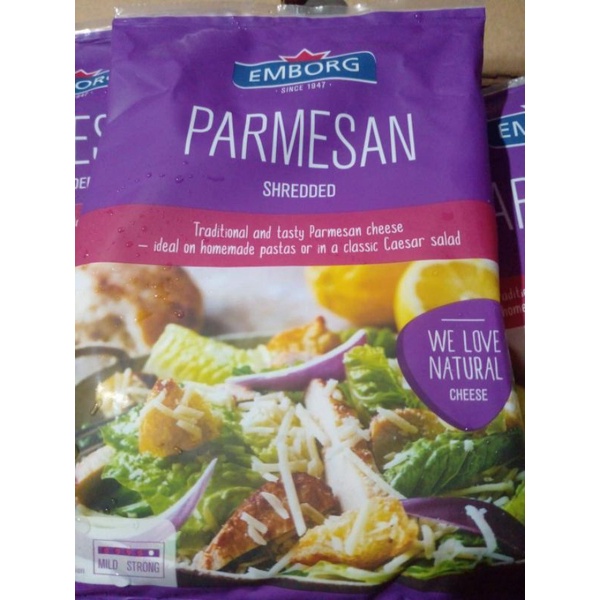 EMBORG
· SINCE 1947 ·
PARMESAN
SHREDDED
Traditional and tasty Parmesan cheese
— ideal on homemade pastas or in a classic Caesar salad
WE LOVE
NATURAL
CHEESE
MILD STRONG